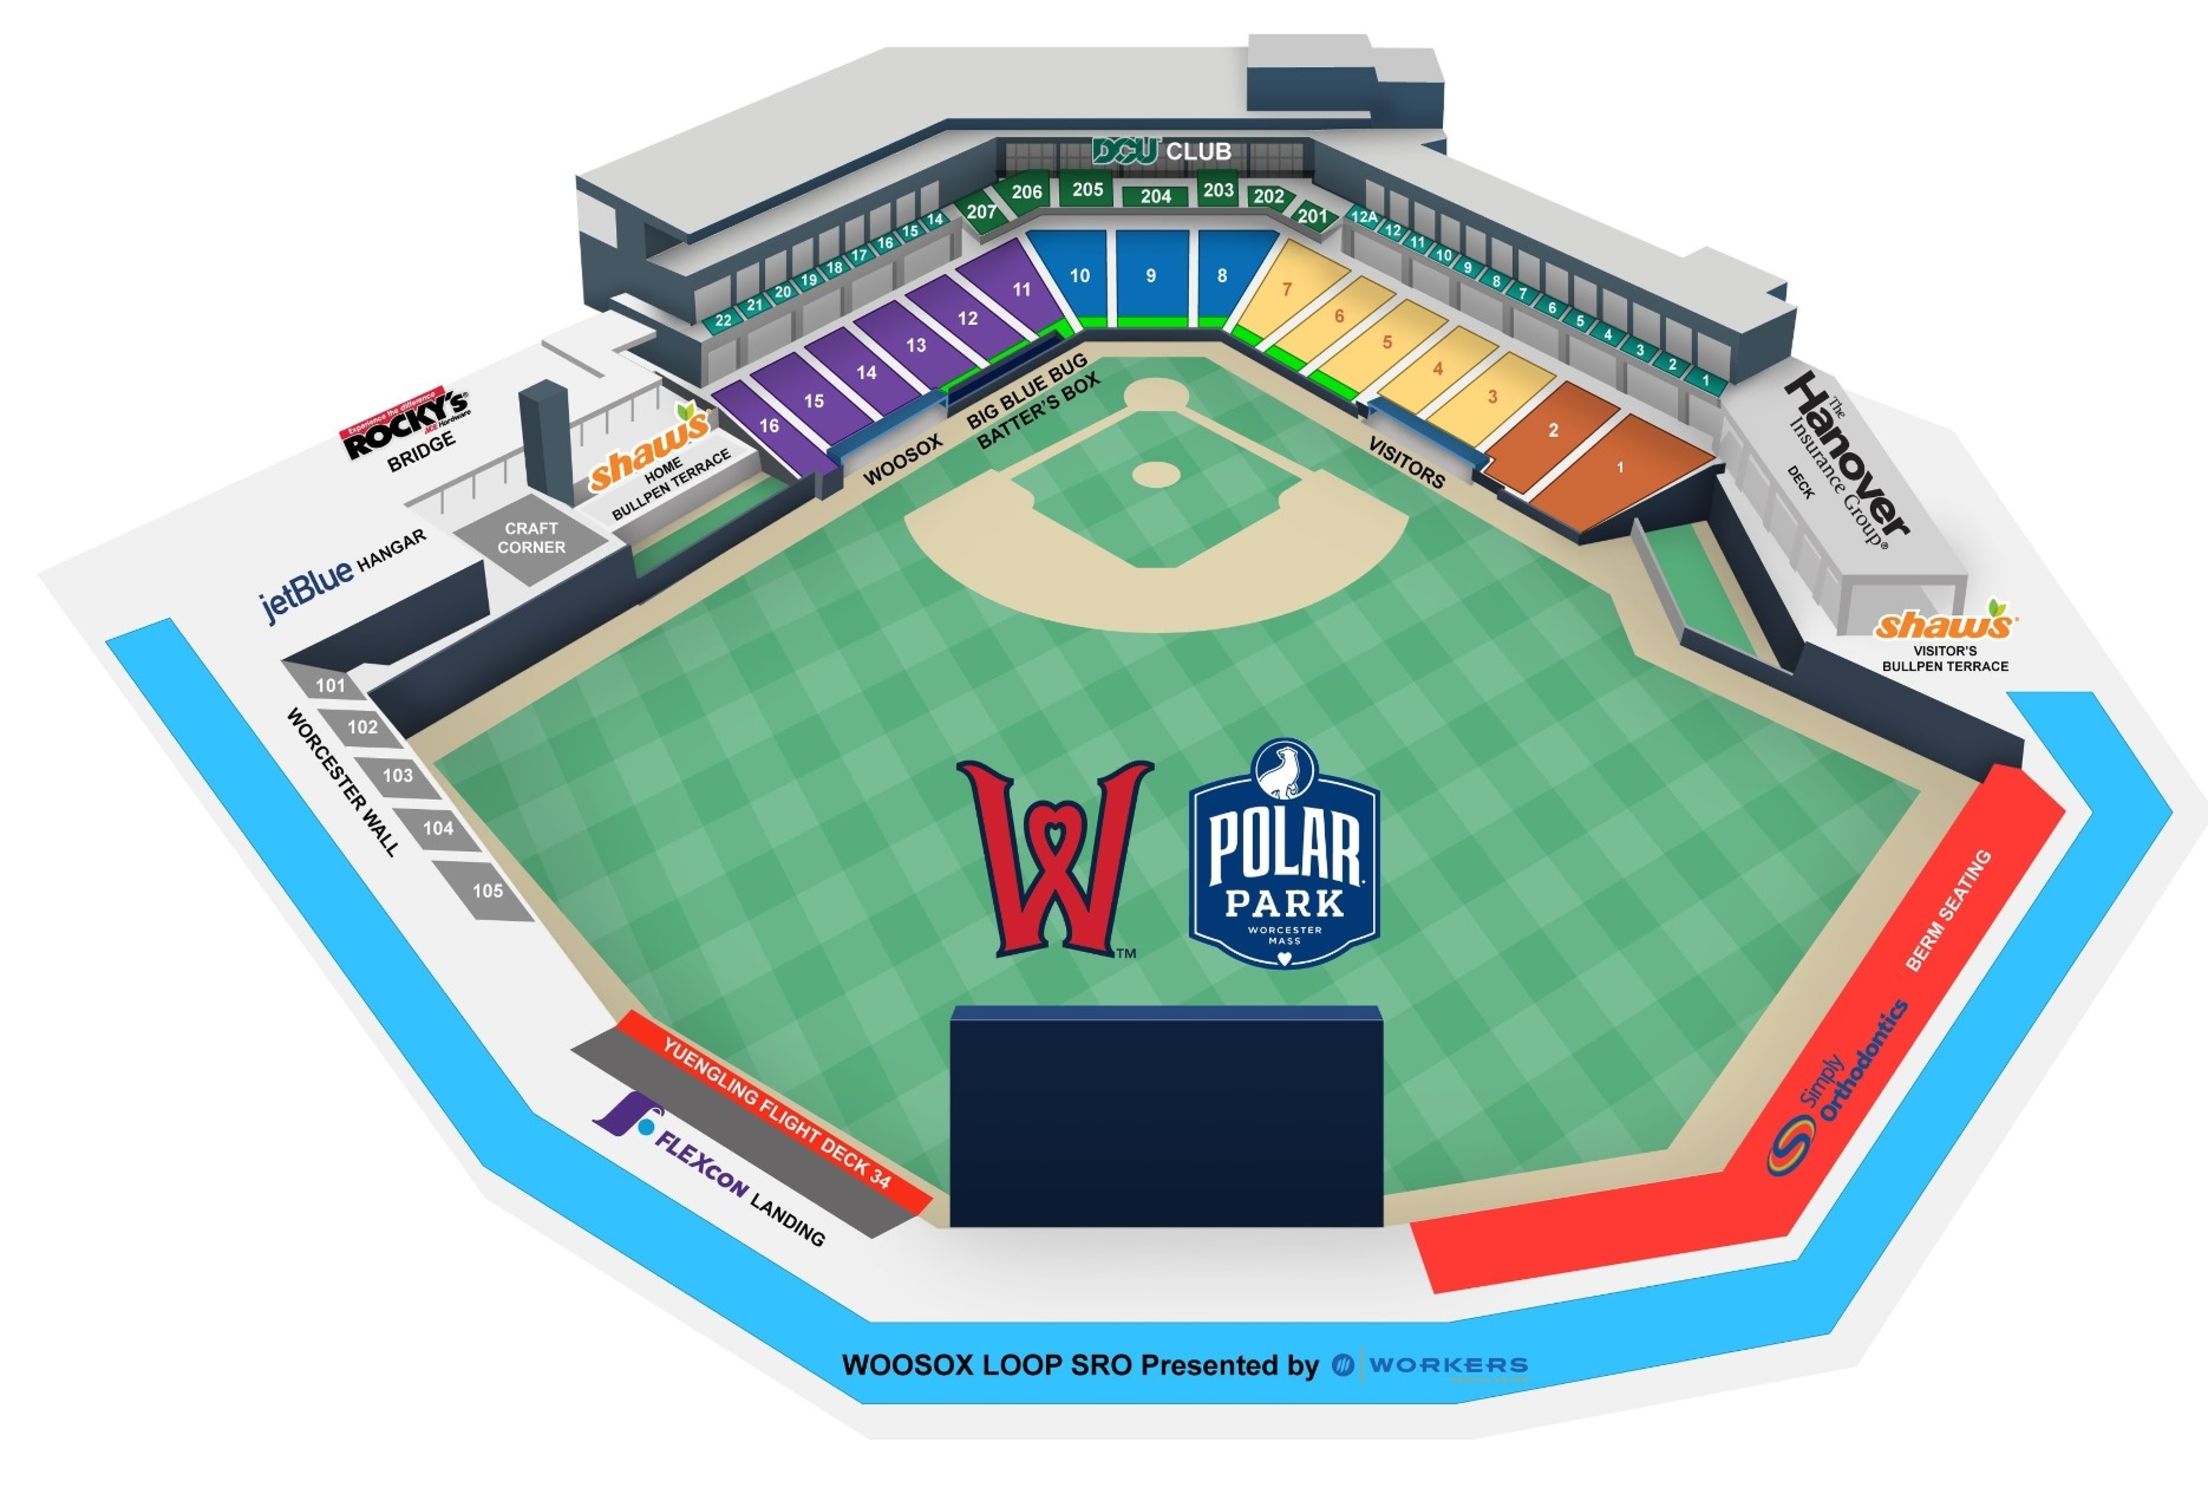 DCU CLUB
206
205
204
203
202
207
201
12A
14
15
16
17
18
19
20
21
22
12
11
10
9
8
7
6
5
4
3
2
1
11
10
9
8
7
12
6
13
5
14
4
15
3
16
2
1
BIG BLUE BUG
BATTER'S BOX
WOOSOX
VISITORS
Experience the difference
ROCKY'S
ACE Hardware
BRIDGE
shaw's
HOME
BULLPEN TERRACE
CRAFT
CORNER
jetBlue HANGAR
The
Hanover
Insurance Group®
DECK
shaw's
VISITOR'S
BULLPEN TERRACE
101
102
103
104
105
WORCESTER WALL
W
TM
POLAR
PARK
WORCESTER
MASS
BERM SEATING
Simply
Orthodontics
YUENGLING FLIGHT DECK 34
FLEXcon LANDING
WOOSOX LOOP SRO Presented by WORKERS